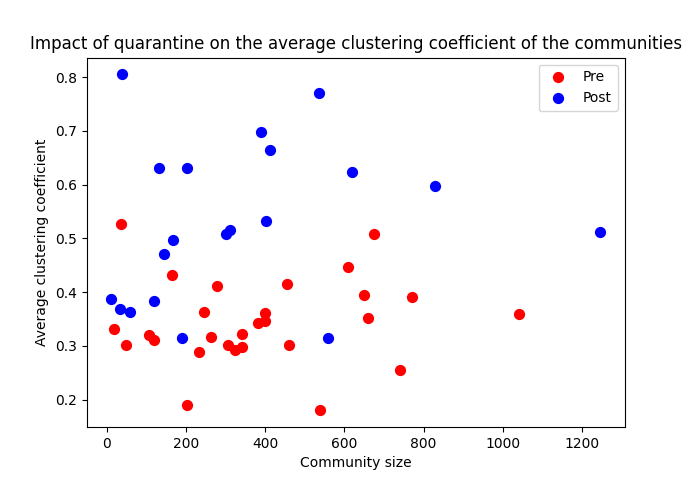 Impact of quarantine on the average clustering coefficient of the communities
Pre
Post
0.8
0.7
0.6
0.5
0.4
0.3
0.2
Average clustering coefficient
0 200 400 600 800 1000 1200
Community size